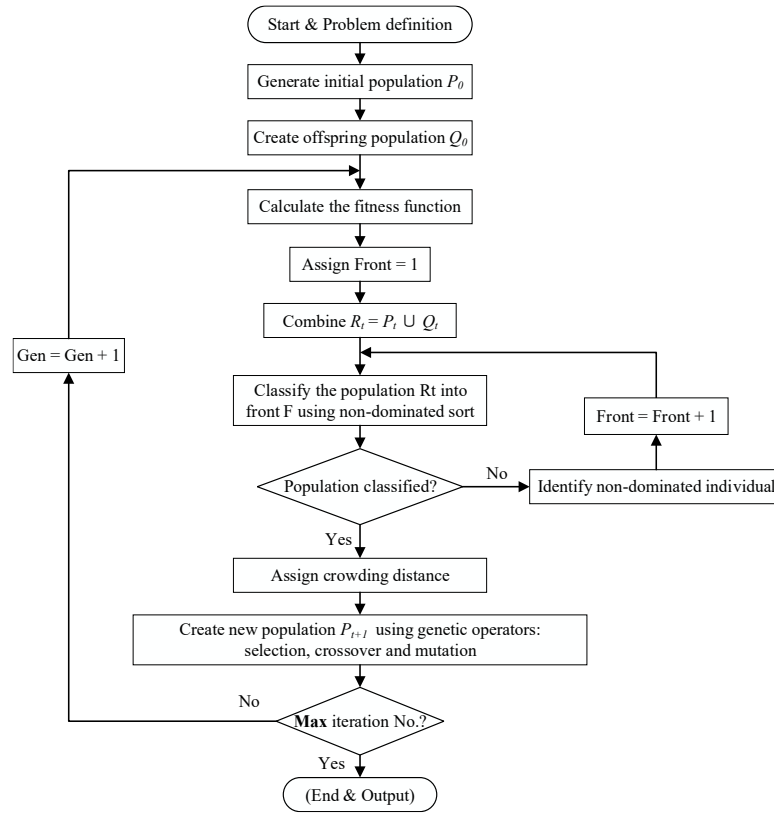 Start & Problem definition
Generate initial population P₀
Create offspring population Q₀
Calculate the fitness function
Assign Front = 1
Combine Rₜ = Pₜ ∪ Qₜ
Gen = Gen + 1
Classify the population Rt into
front F using non-dominated sort
Front = Front + 1
Population classified?
No
Identify non-dominated individual
Yes
Assign crowding distance
Create new population Pₜ₊₁ using genetic operators:
selection, crossover and mutation
No
Max iteration No.?
Yes
(End & Output)